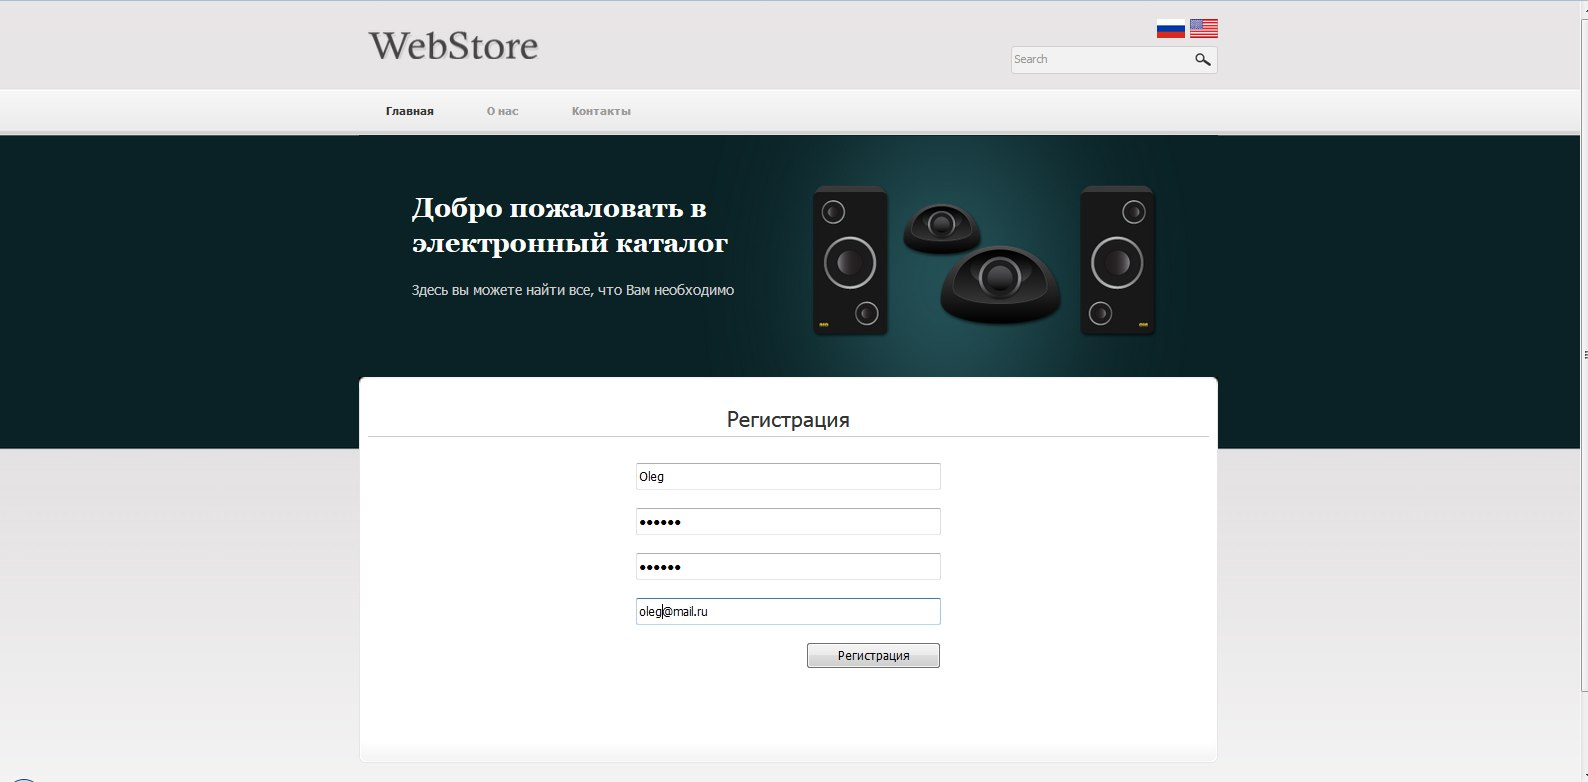 WebStore
Search
Главная
О нас
Контакты
Добро пожаловать в
электронный каталог
Здесь вы можете найти все, что Вам необходимо
Регистрация
Oleg
••••••
••••••
oleg@mail.ru
Регистрация